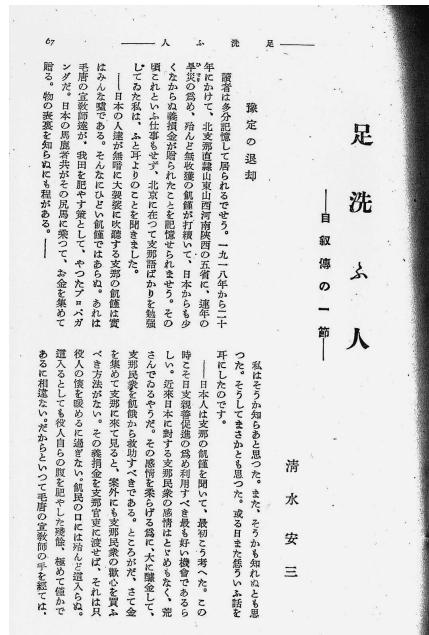 67 足洗ふ人
足洗ふ人
——自叙傳の一節——
清水安三
豫定の退却
讀者は多分記憶して居られるでせう。一九一八年から二十
年にかけて、北支那直隷山東山西河南陝西の五省に、連年の
旱災の爲め、殆んど無收獲の飢饉が打續いて、日本からも少
くなからぬ義捐金が贈られたことを記憶せられませう。その
頃これといふ仕事もせず、北京に在つて支那語ばかりを勉强
してゐた私は、ふと耳よりのことを聞きました。
——日本の人達が無暗に大袈裟に吹聽する支那の飢饉は實
はみんな嘘である。そんなにひどい飢饉ではあらぬ。あれは
毛唐の宣敎師達が、我田を肥やす策として、やつたプロパガ
ンダだ。日本の馬鹿者共がその尻馬に乘つて、お金を集めて
贈る。物の表裏を知らぬにも程がある。——
私はそうか知らあと思つた。また、そうかも知れぬとも思
つた。そうしてまさかとも思つた。或る日また恁ういふ話を
耳にしたのです。
——日本人は支那の飢饉を聞いて、最初こう考へた。この
時こそ日支親善促進の爲め利用すべき最も好い機會であるら
しい。近來日本に對する支那民衆の感情はとじめもなく、荒
さんでゐるやうだ。その感情を柔らげる爲に、大に醵金して、
支那民衆を飢餓から救助すべきである。ところがだ、さて金
を集めて支那に來て見ると、案外にも支那民衆の歡心を買ふ
べき方法がない。その義捐金を支那官吏に渡せば、それは只
役人の懷を暖めるに過ぎない。飢民の口には殆んど這入らぬ。
這入るとしても役人自らの腹を肥やした殘餘、極めて僅かで
あるに相違ない。だからといつて毛唐の宣敎師の手を經ては、